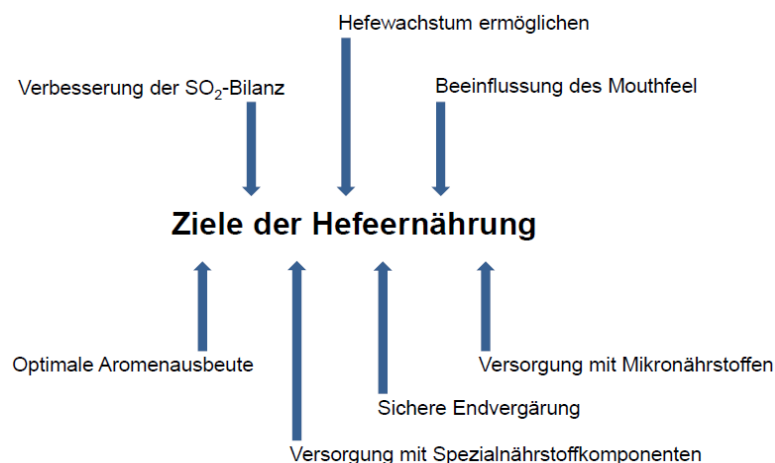 Hefewachstum ermöglichen
Verbesserung der SO₂-Bilanz
Beeinflussung des Mouthfeel
Ziele der Hefeernährung
Optimale Aromenausbeute
Versorgung mit Mikronährstoffen
Sichere Endvergärung
Versorgung mit Spezialnährstoffkomponenten